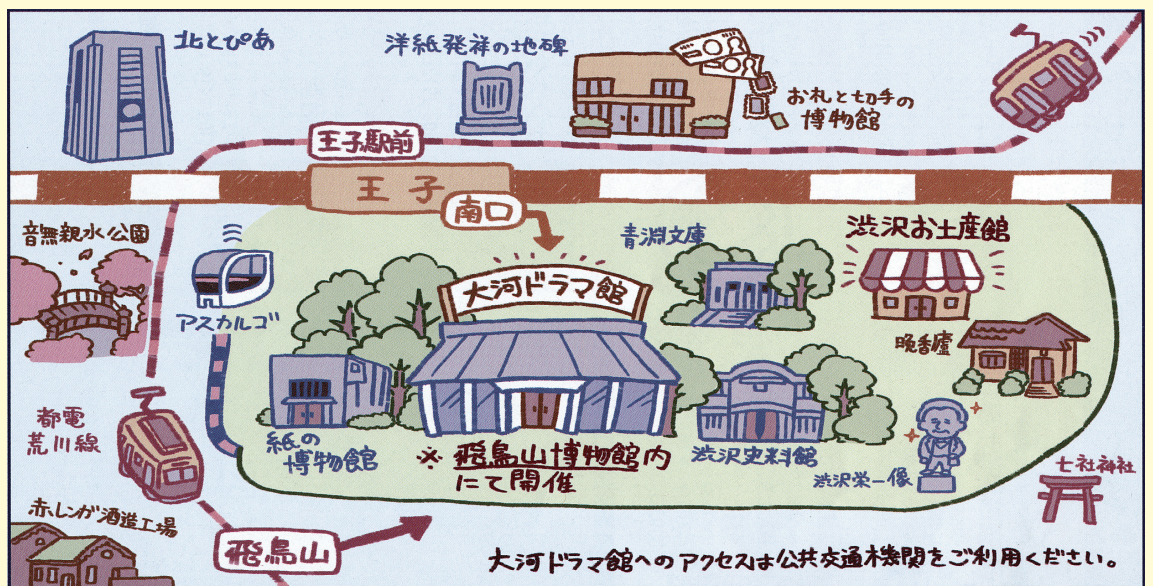 北とぴあ
洋紙発祥の地碑
お札と切手の
博物館
王子駅前
王子
南口
音無親水公園
アスカルゴ
青淵文庫
渋沢お土産館
大河ドラマ館
晩香廬
都電
荒川線
紙の
博物館
※飛鳥山博物館内
にて開催
渋沢史料館
渋沢栄一像
七社神社
赤レンガ酒造工場
飛鳥山
大河ドラマ館へのアクセスは公共交通機関をご利用ください。